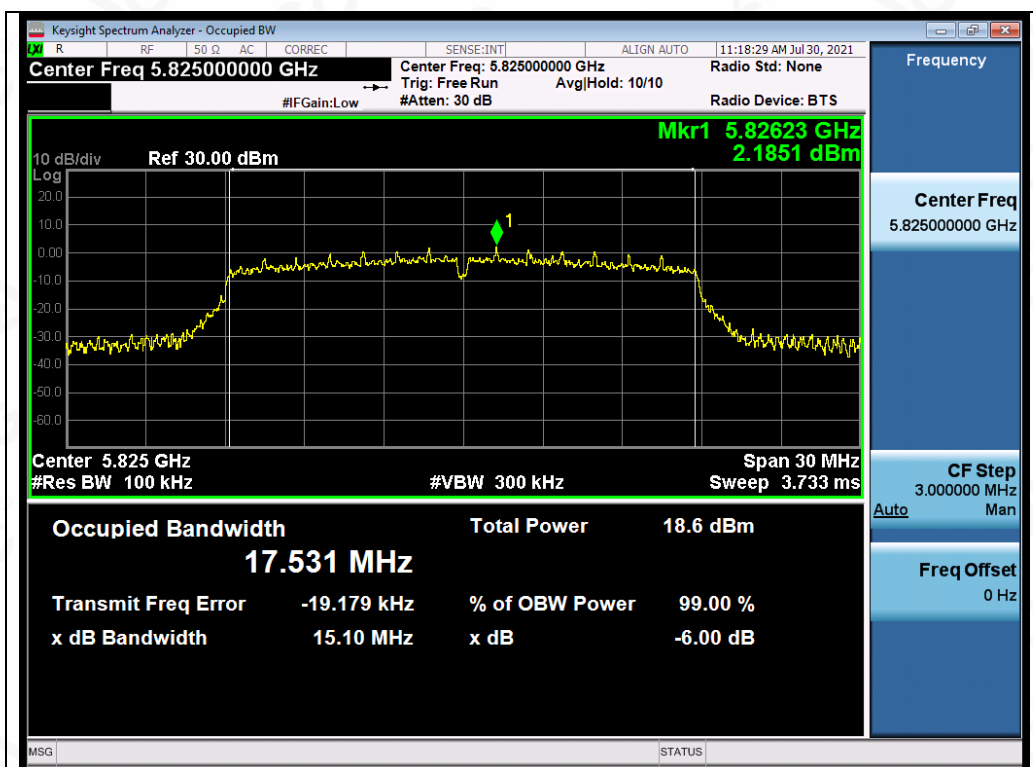 Keysight Spectrum Analyzer - Occupied BW
LXI R RF 50 Ω AC CORREC SENSE:INT ALIGN AUTO 11:18:29 AM Jul 30, 2021
Center Freq 5.825000000 GHz
Center Freq: 5.825000000 GHz
Radio Std: None
Trig: Free Run Avg|Hold: 10/10
#IFGain:Low
#Atten: 30 dB
Radio Device: BTS
Mkr1 5.82623 GHz
2.1851 dBm
10 dB/div Ref 30.00 dBm
Log
20.0
10.0
0.00
-10.0
-20.0
-30.0
-40.0
-50.0
-60.0
1
Center 5.825 GHz Span 30 MHz
#Res BW 100 kHz #VBW 300 kHz Sweep 3.733 ms
Occupied Bandwidth Total Power 18.6 dBm
17.531 MHz
Transmit Freq Error -19.179 kHz % of OBW Power 99.00 %
x dB Bandwidth 15.10 MHz x dB -6.00 dB
MSG STATUS
Frequency
Center Freq
5.825000000 GHz
CF Step
3.000000 MHz
Auto Man
Freq Offset
0 Hz